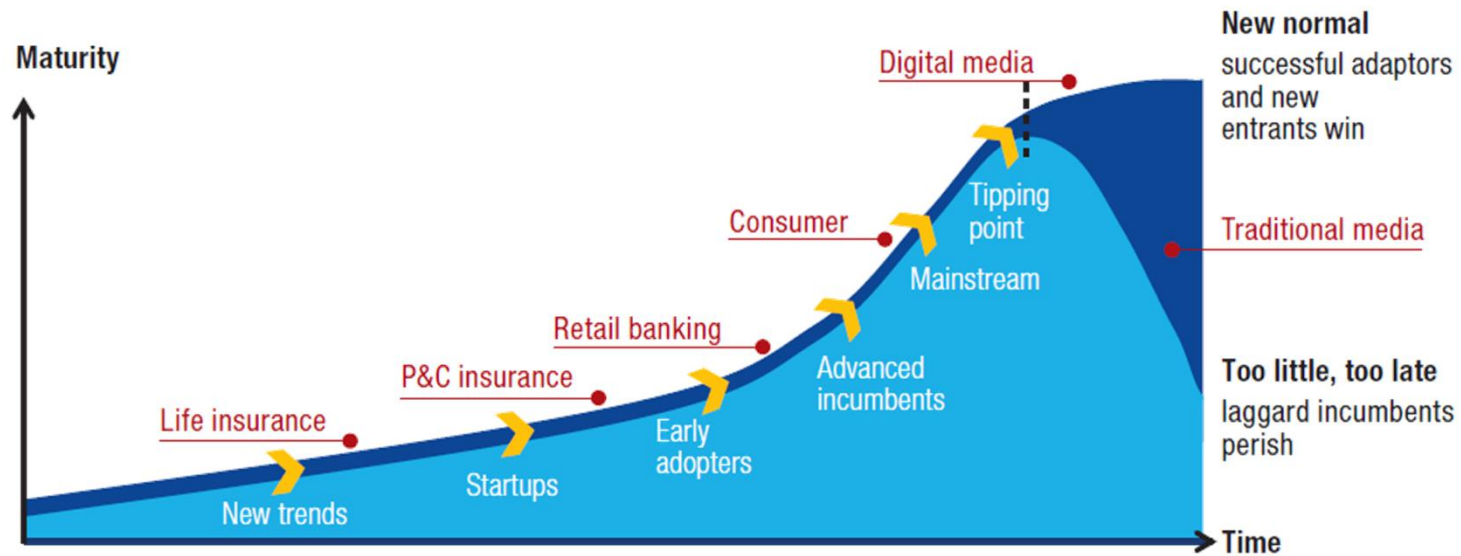 Maturity
New normal
successful adaptors
and new
entrants win
Digital media
Tipping
point
Consumer
Traditional media
Mainstream
Retail banking
Advanced
incumbents
P&C insurance
Too little, too late
laggard incumbents
perish
Life insurance
Early
adopters
Startups
New trends
Time